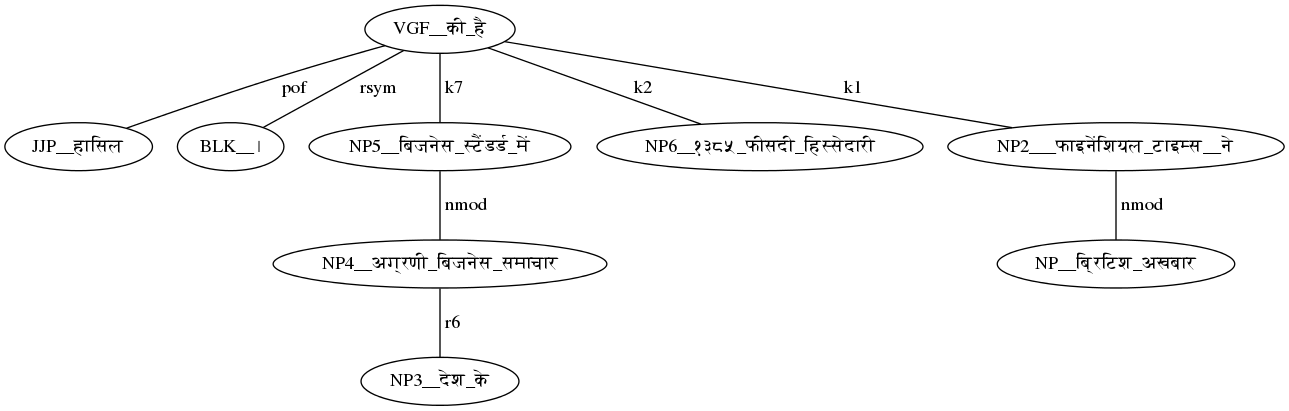 VGF__की_है
pof rsym k7 k2 k1
JJP__हासिल BLK__। NP5__बिजनेस_स्टैंडर्ड_में NP6__१३८५_फीसदी_हिस्सेदारी NP2___फाइनेंशियल_टाइम्स__ने
nmod nmod
NP4__अग्रणी_बिजनेस_समाचार NP__ब्रिटिश_अखबार
r6
NP3__देश_के